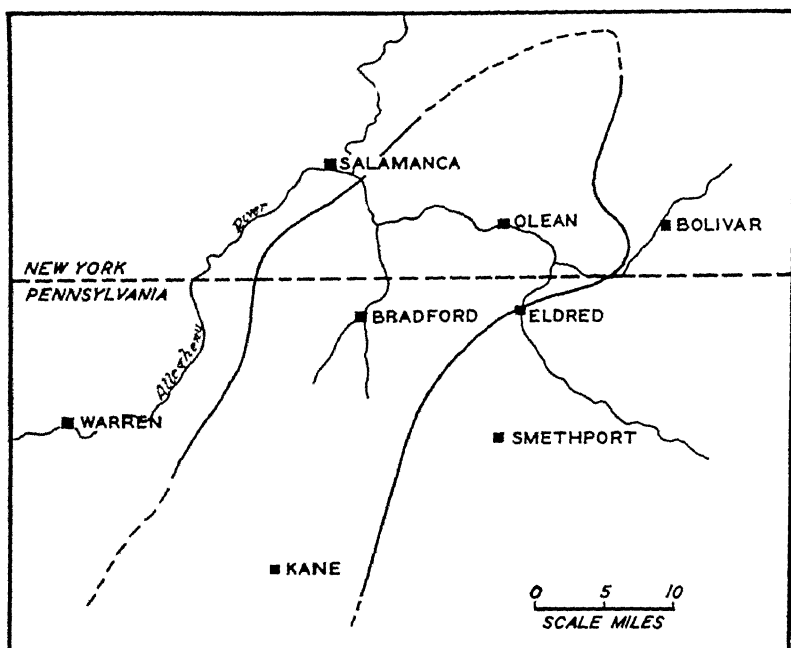 SALAMANCA
River
OLEAN
BOLIVAR
NEW YORK
PENNSYLVANIA
BRADFORD
ELDRED
Allegheny
WARREN
SMETHPORT
KANE
0 5 10
SCALE MILES